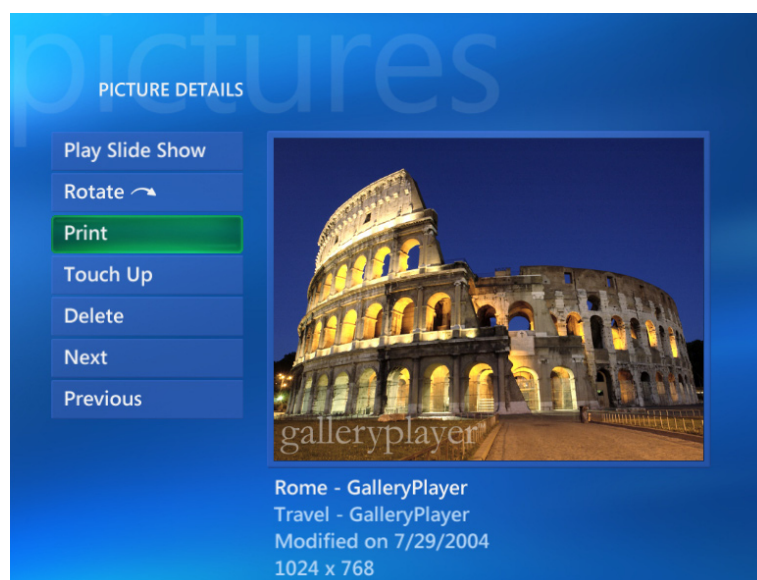 pictures
PICTURE DETAILS
Play Slide Show
Rotate
Print
Touch Up
Delete
Next
Previous
galleryplayer
Rome - GalleryPlayer
Travel - GalleryPlayer
Modified on 7/29/2004
1024 x 768